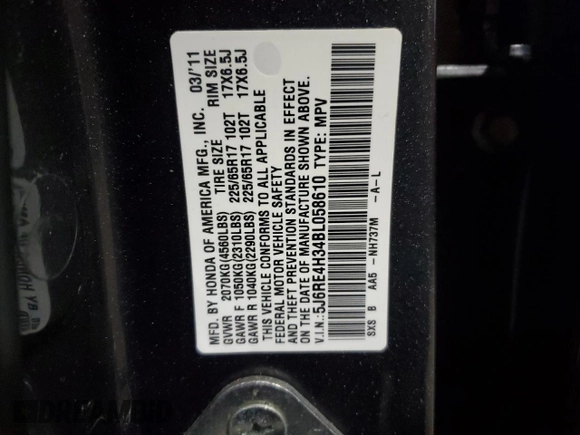 MFD. BY HONDA OF AMERICA MFG., INC. 03/'11
TIRE SIZE RIM SIZE
GVWR 2070KG(4560LBS)
GAWR F 1050KG(2310LBS) 225/65R17 102T 17X6.5J
GAWR R 1040KG(2290LBS) 225/65R17 102T 17X6.5J
THIS VEHICLE CONFORMS TO ALL APPLICABLE
FEDERAL MOTOR VEHICLE SAFETY
AND THEFT PREVENTION STANDARDS IN EFFECT
ON THE DATE OF MANUFACTURE SHOWN ABOVE.
V.I.N.:5J6RE4H34BL058610 TYPE: MPV
SXS B AA5 -NH737M -A-L
DREAMBID